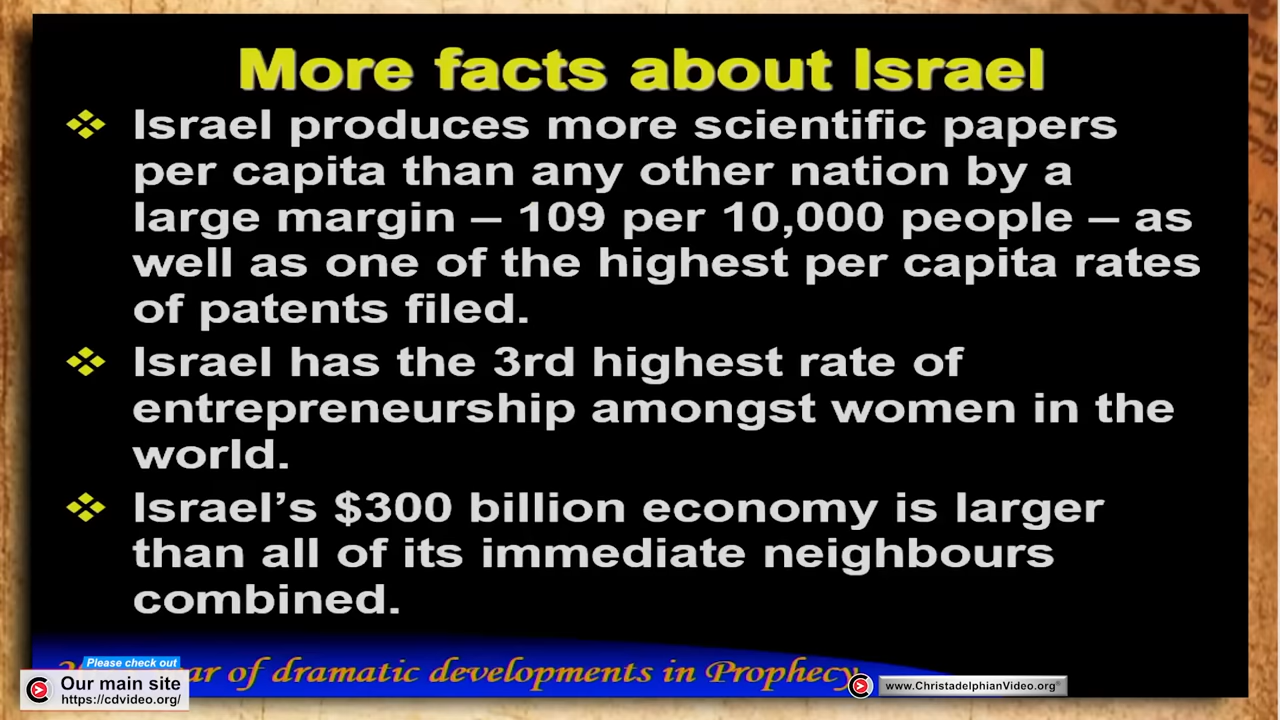 More facts about Israel
Israel produces more scientific papers
per capita than any other nation by a
large margin – 109 per 10,000 people – as
well as one of the highest per capita rates
of patents filed.
Israel has the 3rd highest rate of
entrepreneurship amongst women in the
world.
Israel’s $300 billion economy is larger
than all of its immediate neighbours
combined.
of dramatic developments in Prophecy
Please check out
Our main site
https://cdvideo.org/
www.ChristadelphianVideo.org